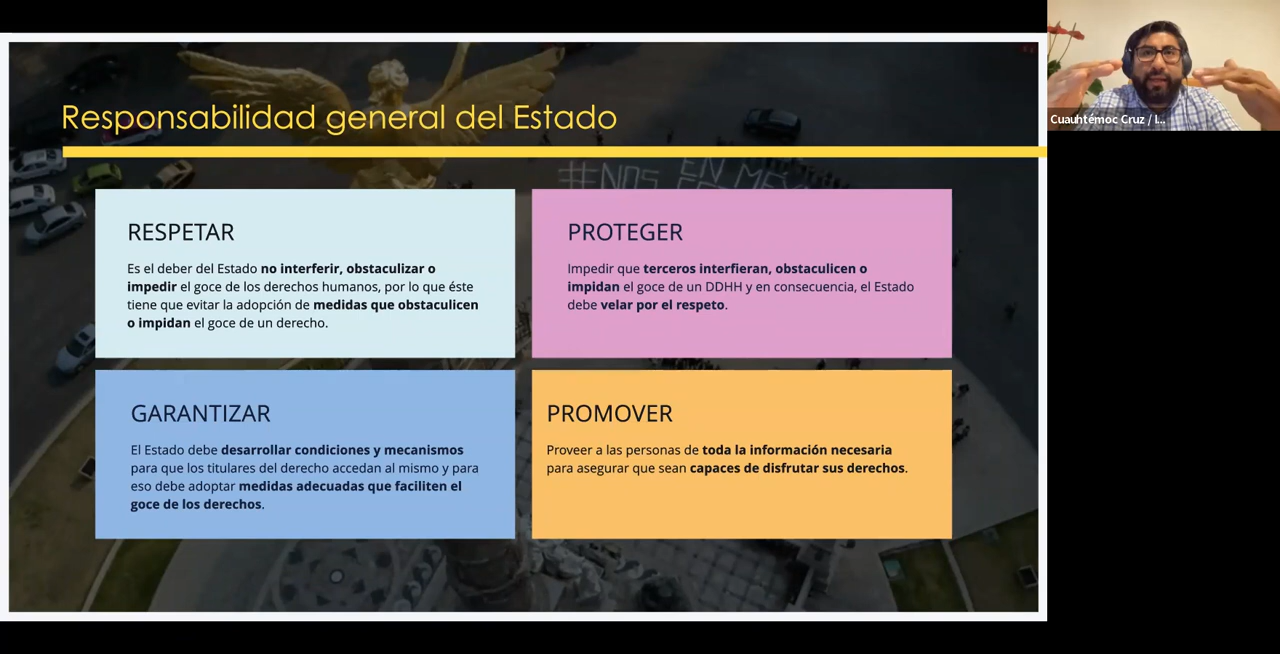 Responsabilidad general del Estado
EN MÉX
#NOS
RESPETAR
Es el deber del Estado no interferir, obstaculizar o
impedir el goce de los derechos humanos, por lo que éste
tiene que evitar la adopción de medidas que obstaculicen
o impidan el goce de un derecho.
PROTEGER
Impedir que terceros interfieran, obstaculicen o
impidan el goce de un DDHH y en consecuencia, el Estado
debe velar por el respeto.
GARANTIZAR
El Estado debe desarrollar condiciones y mecanismos
para que los titulares del derecho accedan al mismo y para
eso debe adoptar medidas adecuadas que faciliten el
goce de los derechos.
PROMOVER
Proveer a las personas de toda la información necesaria
para asegurar que sean capaces de disfrutar sus derechos.
Cuauhtémoc Cruz / I...